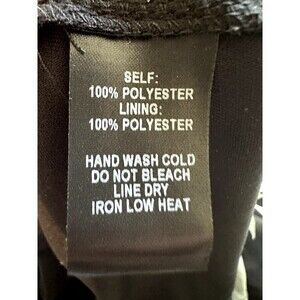 SELF:
100% POLYESTER
LINING:
100% POLYESTER
HAND WASH COLD
DO NOT BLEACH
LINE DRY
IRON LOW HEAT